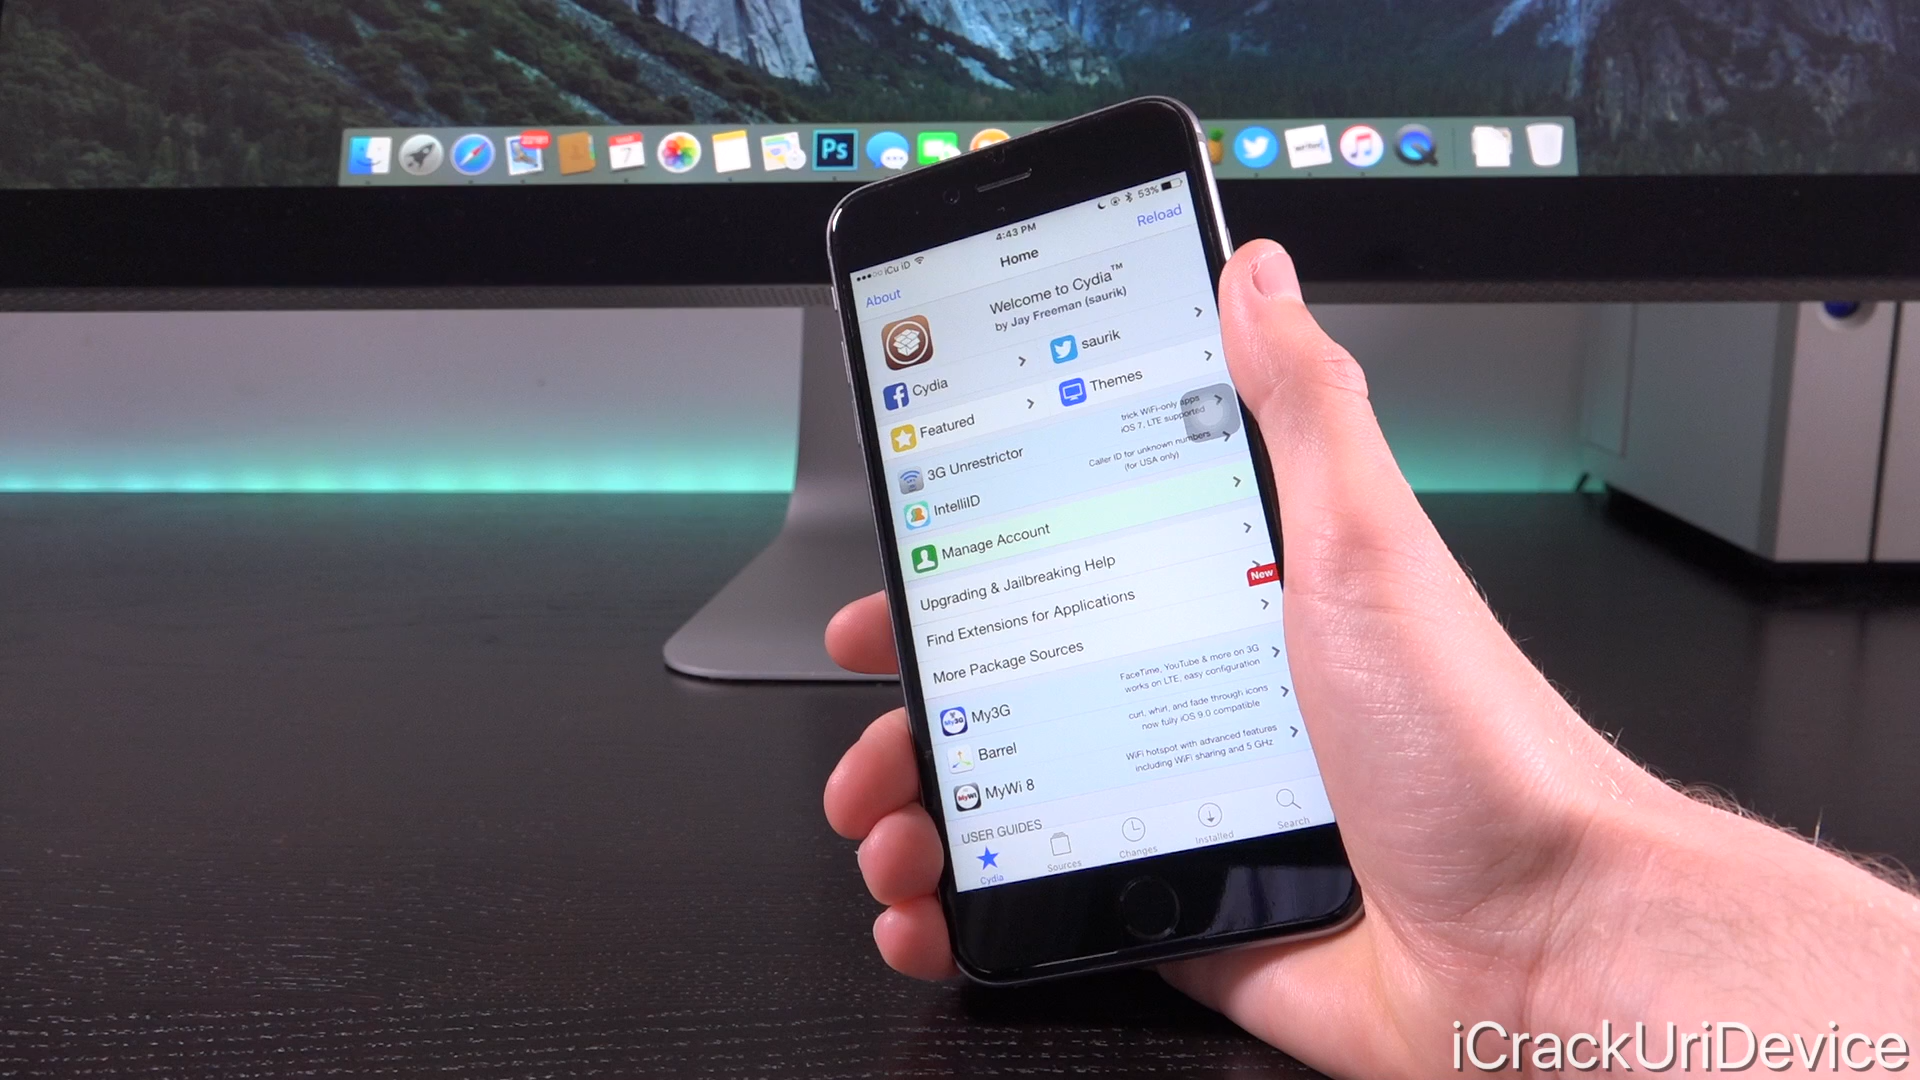 7
Ps
53%
4:43 PM
iCu iD
Reload
Home
About
Welcome to Cydia™
by Jay Freeman (saurik)
Cydia
saurik
Featured
Themes
3G Unrestrictor
trick WiFi-only apps
iOS 7, LTE supported
IntelliID
Caller ID for unknown numbers
(for USA only)
Manage Account
Upgrading & Jailbreaking Help
New
Find Extensions for Applications
More Package Sources
My3G
FaceTime, YouTube & more on 3G
works on LTE, easy configuration
Barrel
curl, whirl, and fade through icons
now fully iOS 9.0 compatible
MyWi 8
WiFi hotspot with advanced features
including WiFi sharing and 5 GHz
USER GUIDES
Cydia
Sources
Changes
Installed
Search
iCrackUriDevice